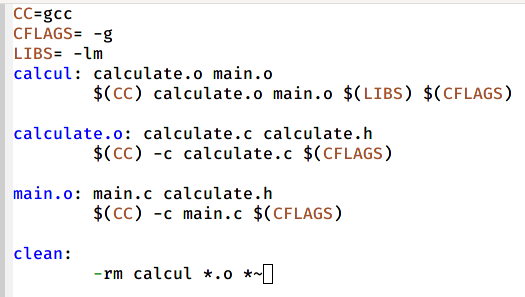 CC=gcc
CFLAGS= -g
LIBS= -lm
calcul: calculate.o main.o
        $(CC) calculate.o main.o $(LIBS) $(CFLAGS)

calculate.o: calculate.c calculate.h
        $(CC) -c calculate.c $(CFLAGS)

main.o: main.c calculate.h
        $(CC) -c main.c $(CFLAGS)

clean:
        -rm calcul *.o *~